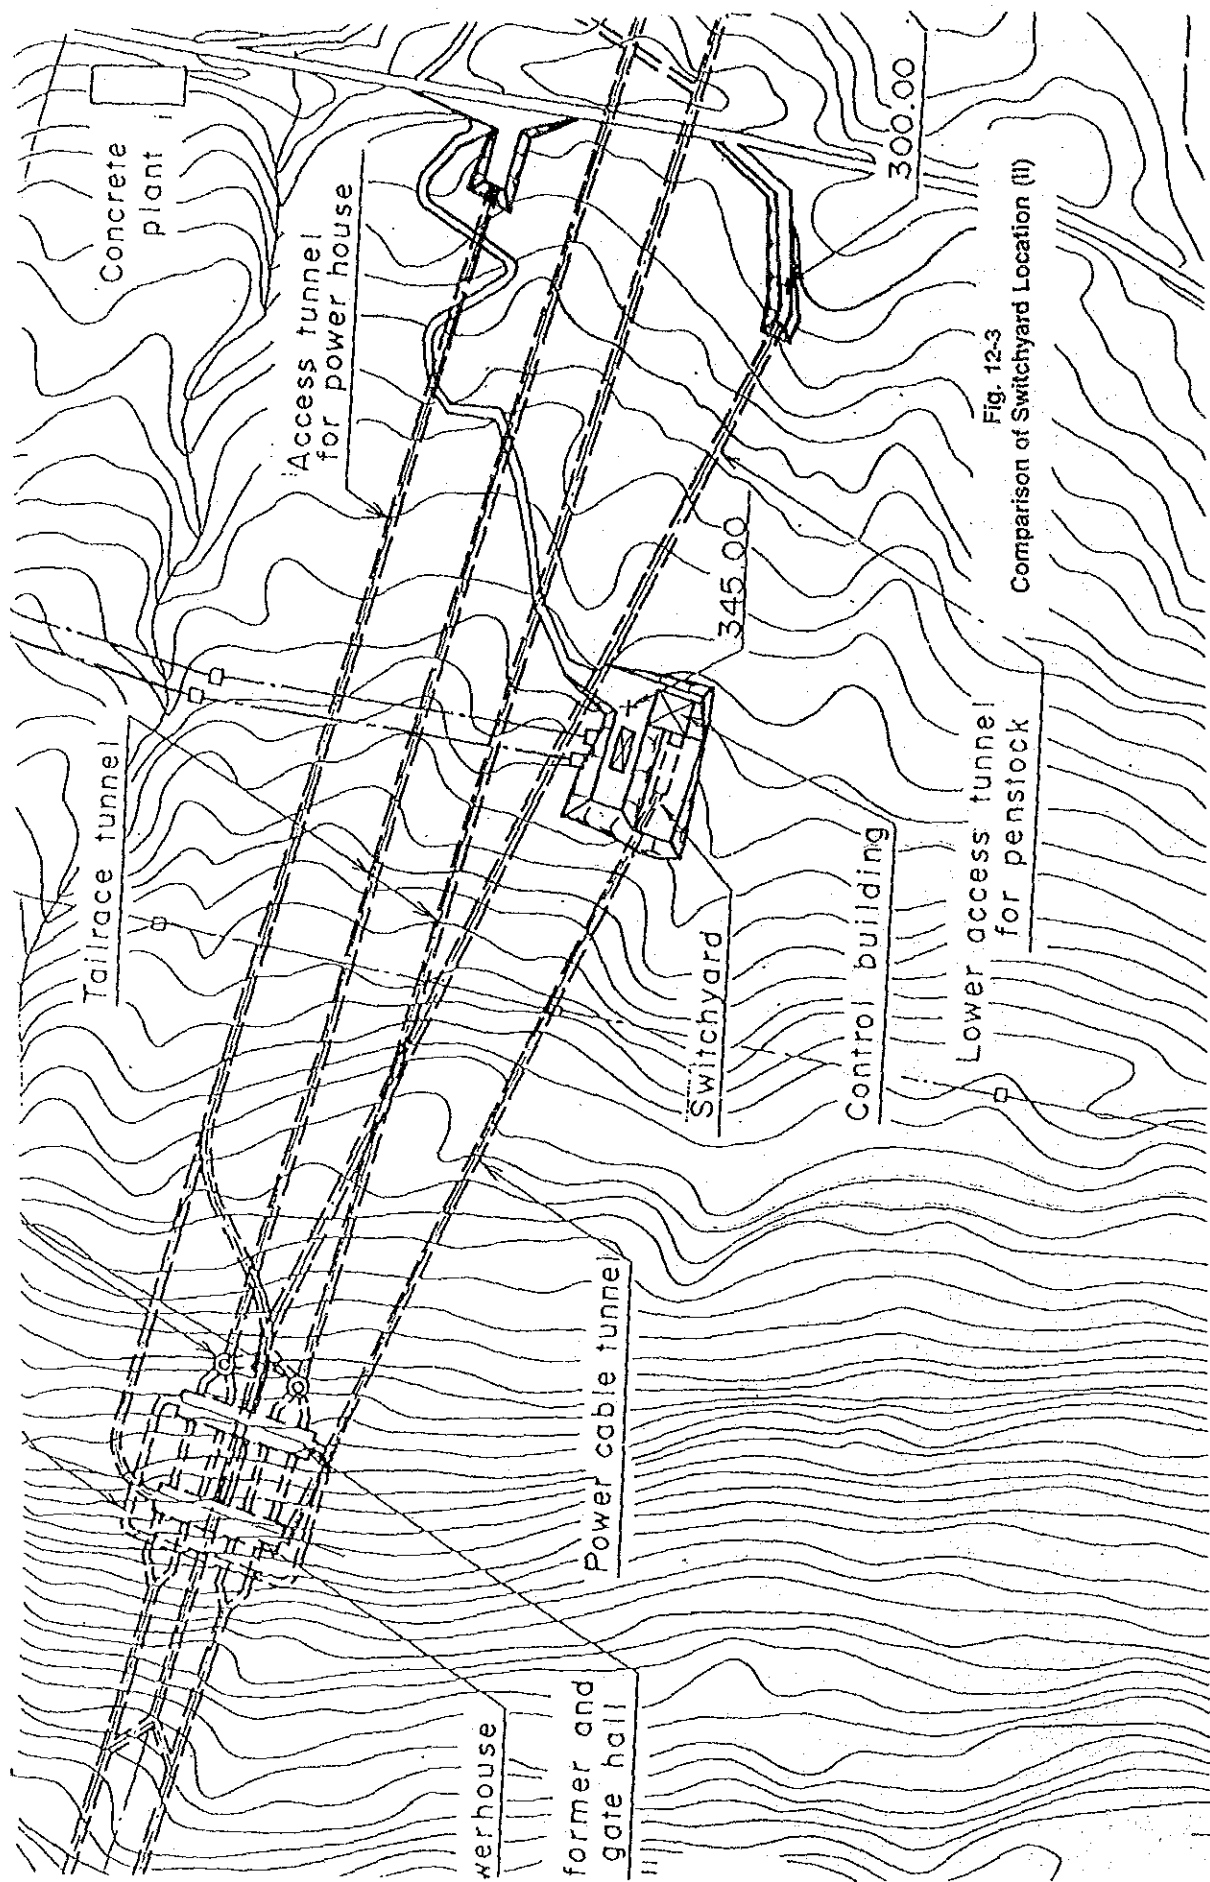 Concrete
plant
Access tunnel
for power house
300.00
Fig. 12-3
Comparison of Switchyard Location (II)
345.00
Tailrace tunnel
Switchyard
Control building
Lower access tunnel
for penstock
Power cable tunnel
werhouse
former and
gate hall